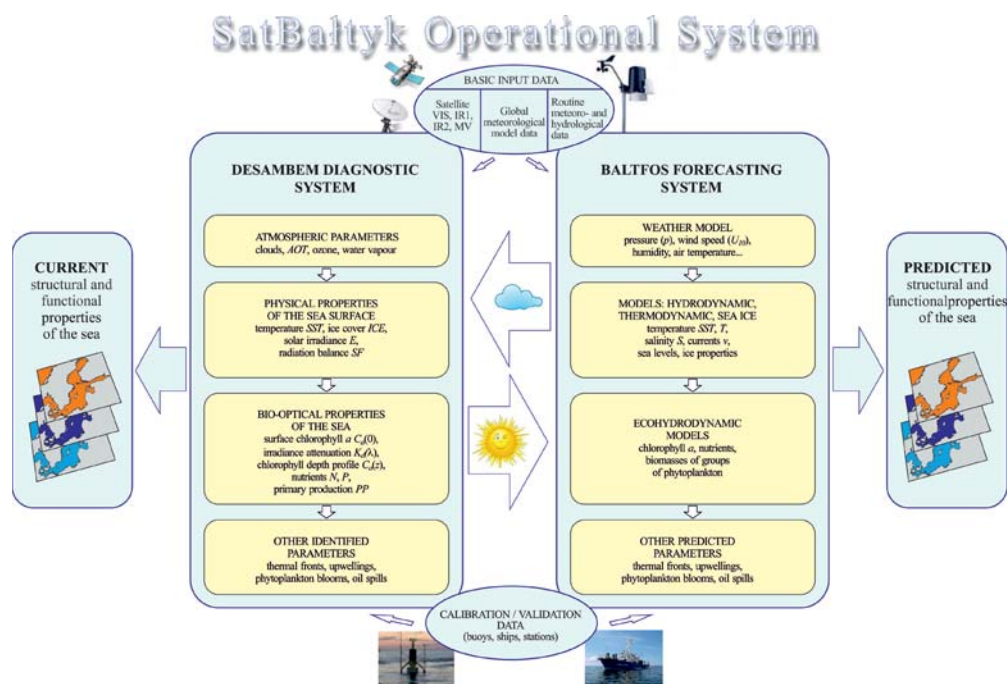 SatBałtyk Operational System
BASIC INPUT DATA
Satellite
VIS, IR1,
IR2, MV
Global
meteorological
model data
Routine
meteoro- and
hydrological
data
DESAMBEM DIAGNOSTIC
SYSTEM
ATMOSPHERIC PARAMETERS
clouds, AOT, ozone, water vapour
PHYSICAL PROPERTIES
OF THE SEA SURFACE
temperature SST, ice cover ICE,
solar irradiance E,
radiation balance SF
BIO-OPTICAL PROPERTIES
OF THE SEA
surface chlorophyll a Ca(0)
irradiance attenuation Kd(λ)
chlorophyll depth profile Ca(z),
nutrients N, P,
primary production PP
OTHER IDENTIFIED
PARAMETERS
thermal fronts, upwellings,
phytoplankton blooms, oil spills
BALTFOS FORECASTING
SYSTEM
WEATHER MODEL
pressure (p), wind speed (U10),
humidity, air temperature...
MODELS: HYDRODYNAMIC,
THERMODYNAMIC, SEA ICE
temperature SST, T,
salinity S, currents v,
sea levels, ice properties
ECOHYDRODYNAMIC
MODELS
chlorophyll a, nutrients,
biomasses of groups
of phytoplankton
OTHER PREDICTED
PARAMETERS
thermal fronts, upwellings,
phytoplankton blooms, oil spills
CURRENT
structural and
functional
properties
of the sea
PREDICTED
structural and
functionalproperties
of the sea
CALIBRATION / VALIDATION
DATA
(buoys, ships, stations)